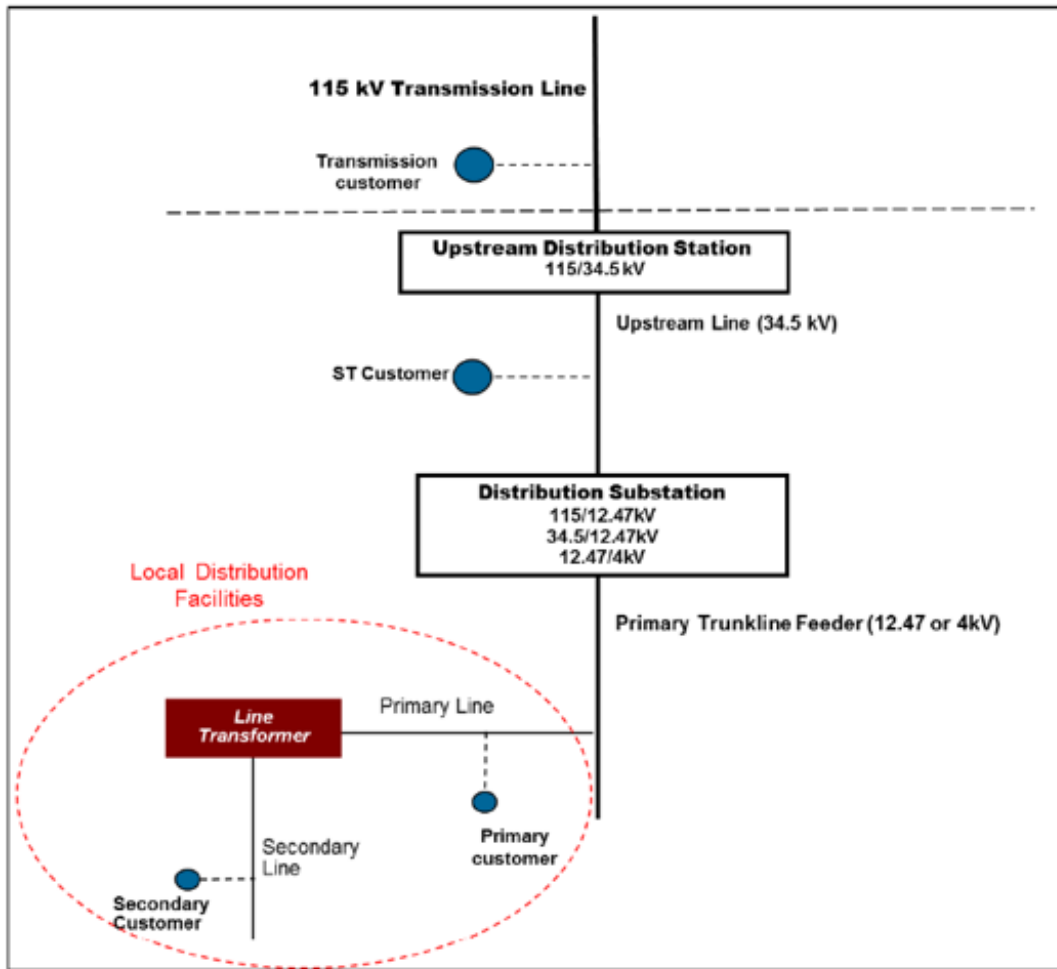 115 kV Transmission Line
Transmission
customer
Upstream Distribution Station
115/34.5 kV
Upstream Line (34.5 kV)
ST Customer
Distribution Substation
115/12.47kV
34.5/12.47kV
12.47/4kV
Local Distribution
Facilities
Primary Trunkline Feeder (12.47 or 4kV)
Primary Line
Line
Transformer
Primary
customer
Secondary
Line
Secondary
Customer